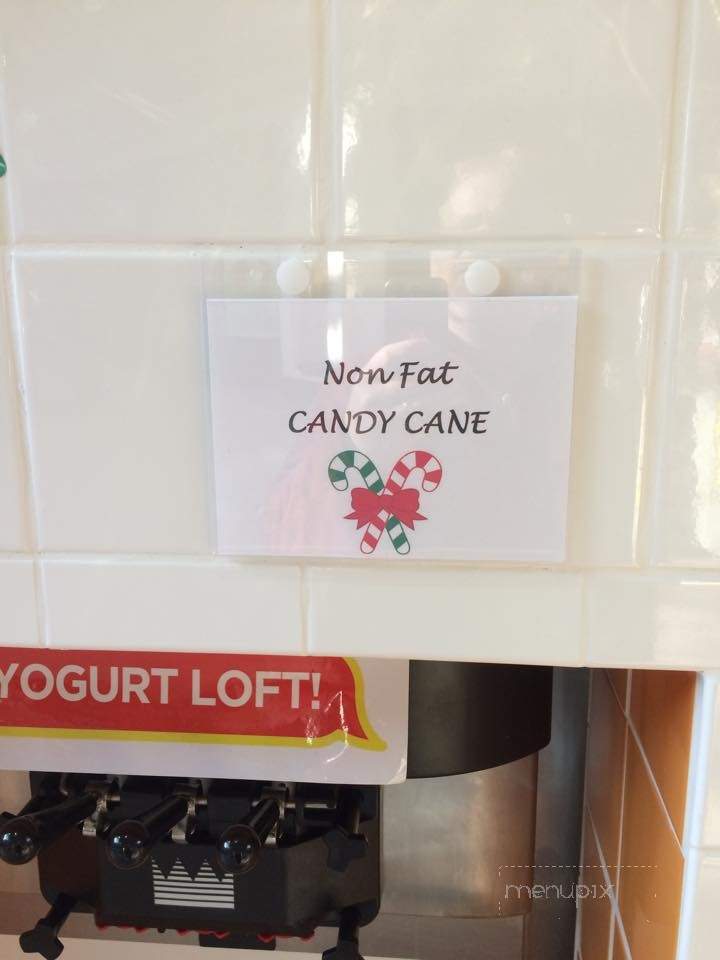 Non Fat
CANDY CANE
YOGURT LOFT!
menupix